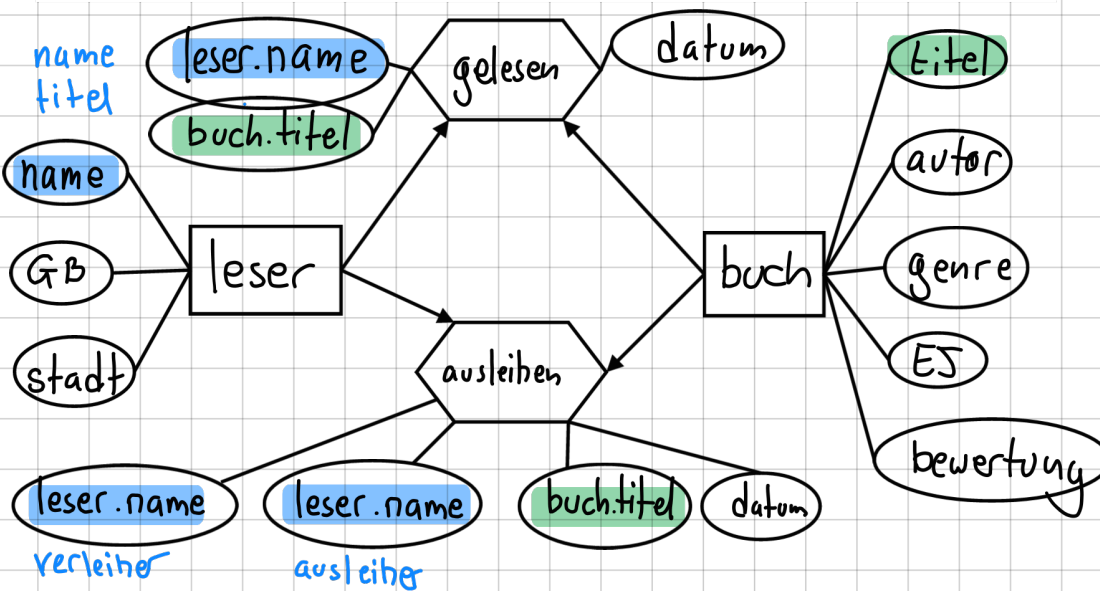 name
titel
leser.name
gelesen
datum
buch.titel
titel
name
autor
GB
leser
buch
genre
stadt
ausleihen
EJ
bewertung
leser.name
leser.name
buch.titel
datum
verleiher
ausleiher